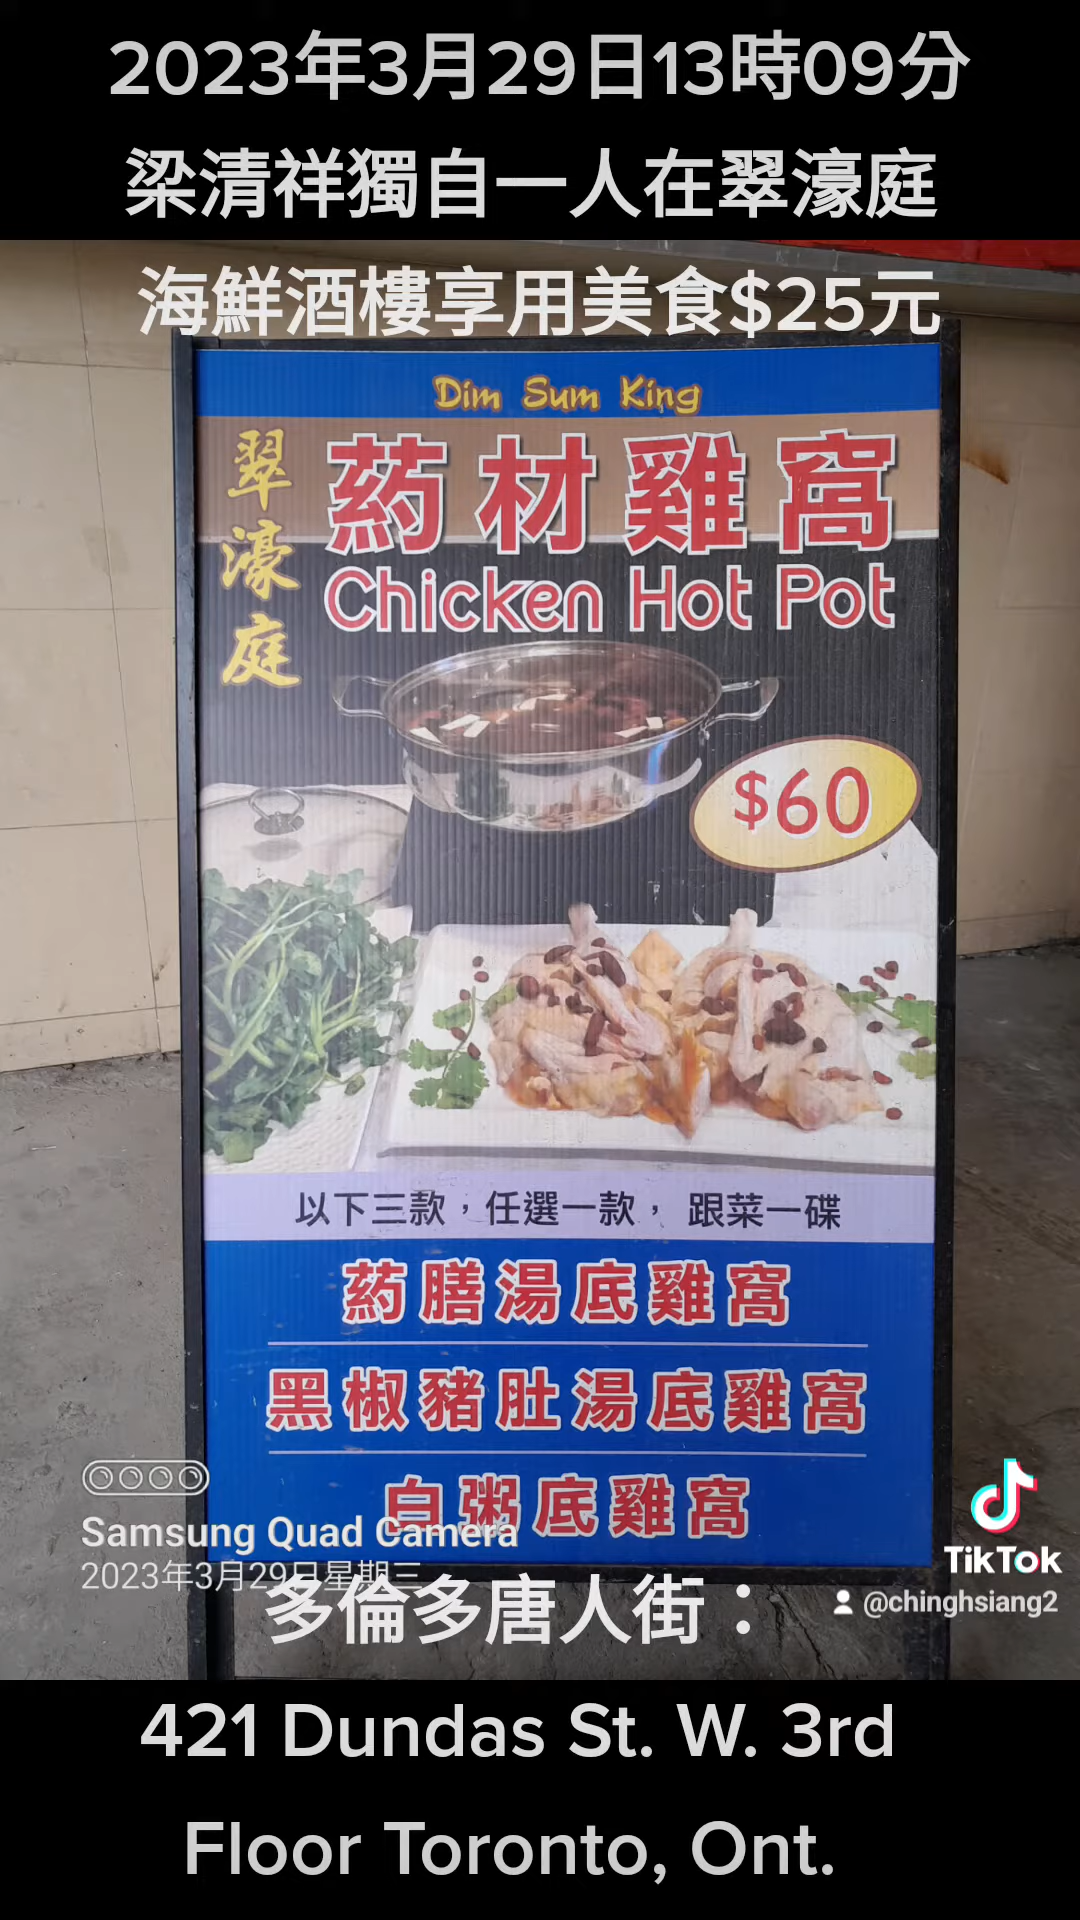 2023年3月29日13時09分
梁清祥獨自一人在翠濠庭
海鮮酒樓享用美食$25元
Dim Sum King
翠濠庭
葯材雞窩
Chicken Hot Pot
$60
以下三款，任選一款， 跟菜一碟
葯膳湯底雞窩
黑椒豬肚湯底雞窩
白粥底雞窩
Samsung Quad Camera
2023年3月29日星期三
TikTok
@chinghsiang2
多倫多唐人街：
421 Dundas St. W. 3rd
Floor Toronto, Ont.